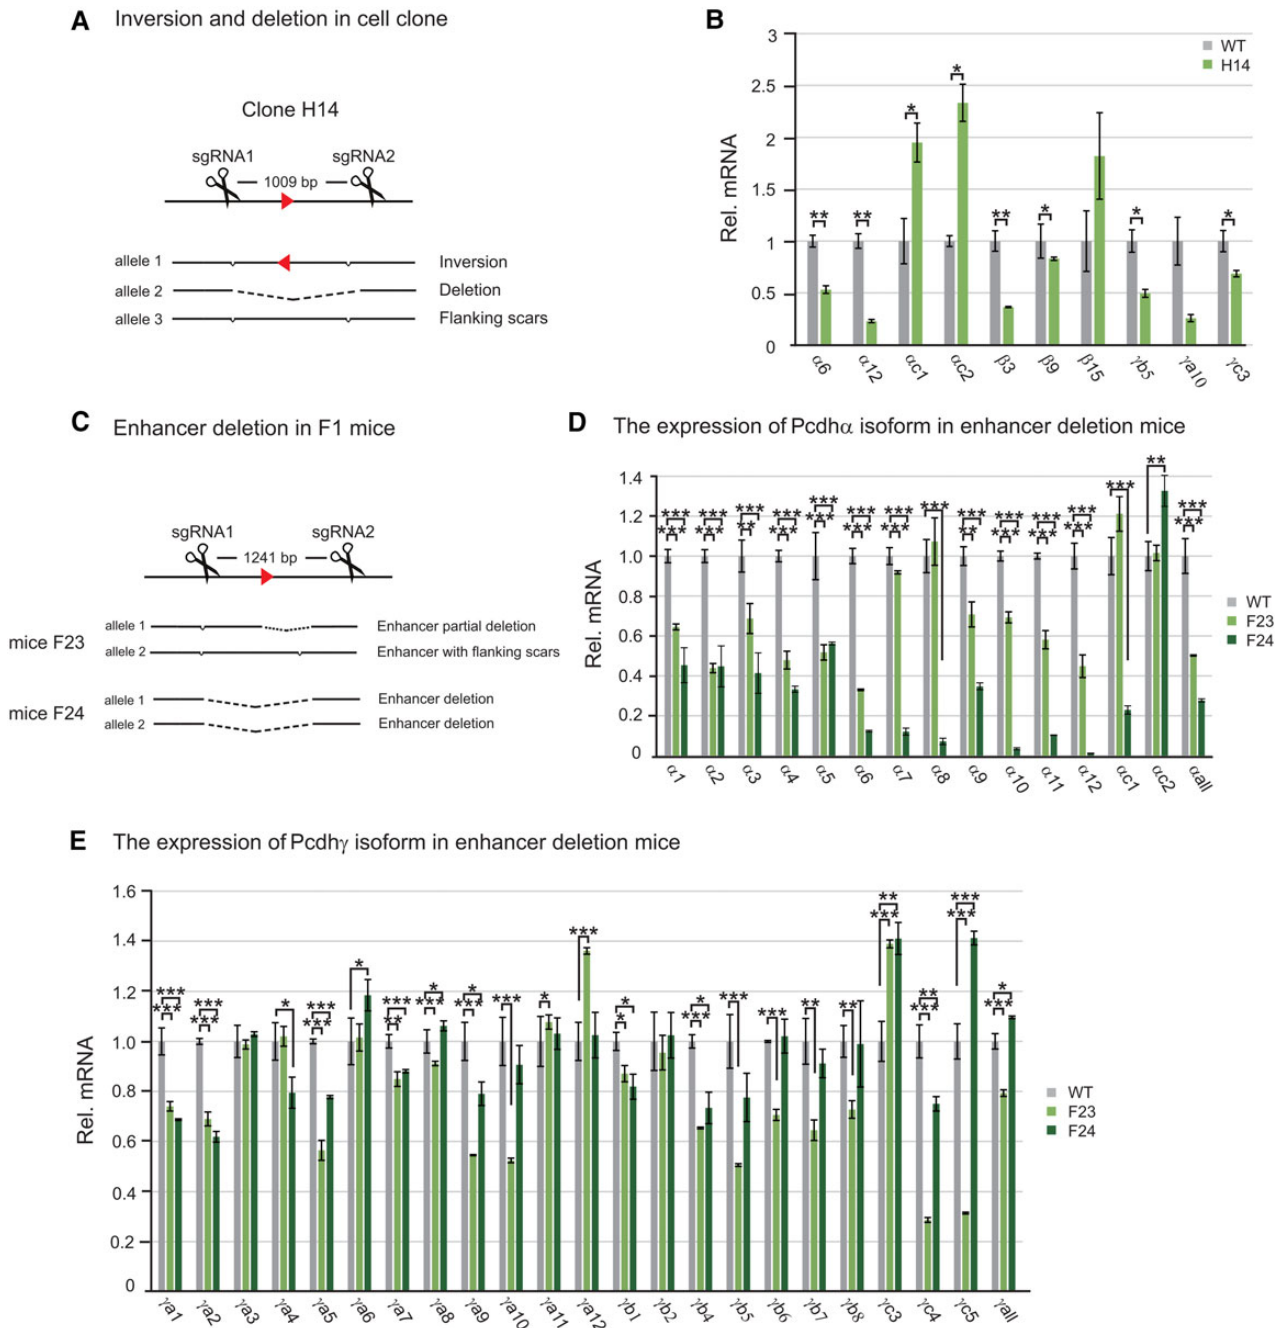 A Inversion and deletion in cell clone
Clone H14
sgRNA1 sgRNA2
1009 bp
allele 1 Inversion
allele 2 Deletion
allele 3 Flanking scars
B
3
2.5
2
1.5
1
0.5
0
Rel. mRNA
WT
H14
** ** * * ** * * *
α6 α12 αc1 αc2 β3 β9 β15 γb5 γa10 γc3
C Enhancer deletion in F1 mice
sgRNA1 sgRNA2
1241 bp
mice F23
allele 1 Enhancer partial deletion
allele 2 Enhancer with flanking scars
mice F24
allele 1 Enhancer deletion
allele 2 Enhancer deletion
D The expression of Pcdhα isoform in enhancer deletion mice
1.4
1.2
1.0
0.8
0.6
0.4
0.2
0
Rel. mRNA
WT
F23
F24
α1 α2 α3 α4 α5 α6 α7 α8 α9 α10 α11 α12 αc1 αc2 αall
E The expression of Pcdhγ isoform in enhancer deletion mice
1.6
1.4
1.2
1.0
0.8
0.6
0.4
0.2
0
Rel. mRNA
WT
F23
F24
γa1 γa2 γa3 γa4 γa5 γa6 γa7 γa8 γa9 γa10 γa11 γa12 γb1 γb2 γb4 γb5 γb6 γb7 γb8 γc3 γc4 γc5 γall